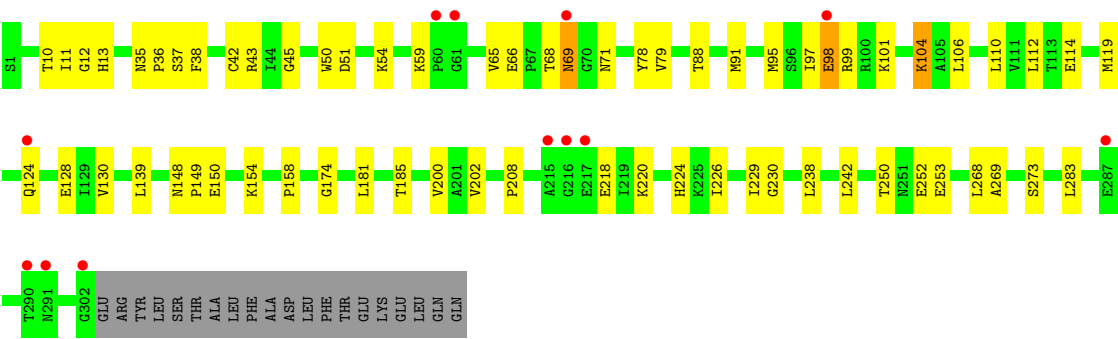 S1 T10 I11 G12 H13 N35 P36 S37 F38 C42 R43 I44 G45 W50 D51 K54 K59 P60 G61 V65 E66 P67 T68 N69 G70 N71 Y78 V79 T88 M91 M95 S96 I97 E98 R99 R100 K101 K104 A105 L106 L110 V111 L112 T113 E114 M119
Q124 E128 I129 V130 L139 N148 P149 E150 K154 P158 G174 L181 T185 V200 A201 V202 P208 A215 G216 E217 E218 I219 K220 H224 K225 I226 I229 G230 L238 L242 T250 N251 E252 E253 L268 A269 S273 L283 E287
T290 N291 G302 GLU ARG TYR LEU SER THR ALA LEU PHE ALA ASP LEU PHE THR GLU LYS GLU LEU GLN GLN